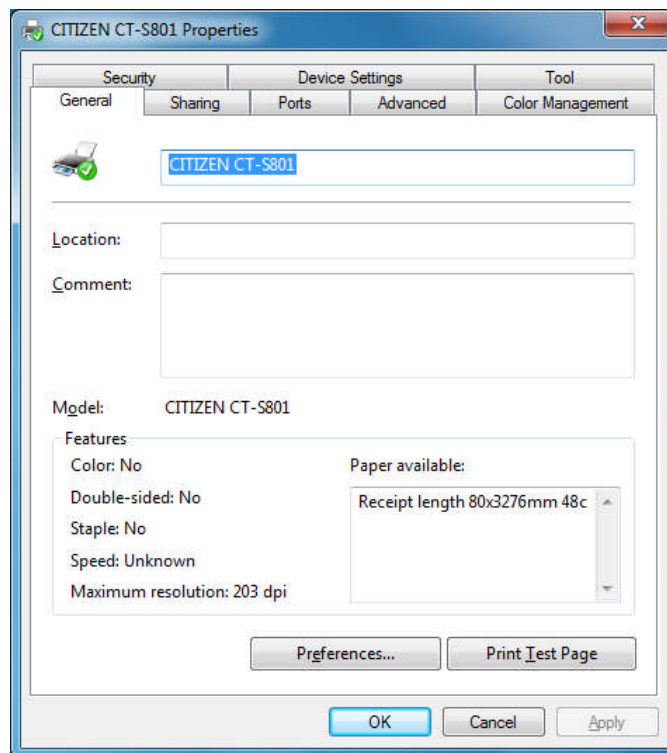 CITIZEN CT-S801 Properties
Security Device Settings Tool
General Sharing Ports Advanced Color Management
CITIZEN CT-S801
Location:
Comment:
Model: CITIZEN CT-S801
Features
Color: No Paper available:
Double-sided: No Receipt length 80x3276mm 48c
Staple: No
Speed: Unknown
Maximum resolution: 203 dpi
Preferences... Print Test Page
OK Cancel Apply